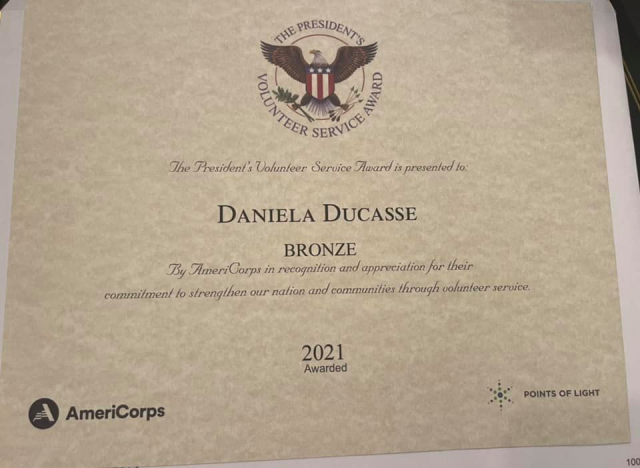 THE PRESIDENT'S
VOLUNTEER SERVICE AWARD
The President's Volunteer Service Award is presented to:
DANIELA DUCASSE
BRONZE
By AmeriCorps in recognition and appreciation for their
commitment to strengthen our nation and communities through volunteer service.
2021
Awarded
A AmeriCorps
POINTS OF LIGHT
100